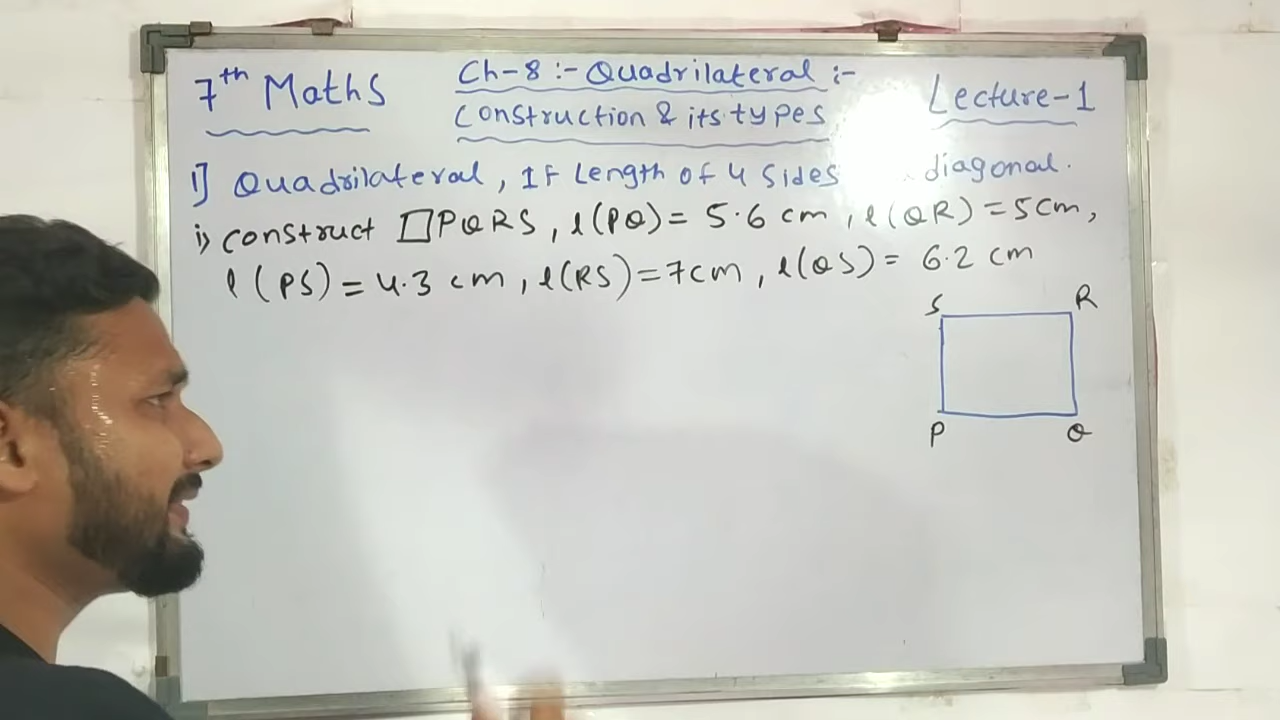 7th Maths
Ch-8 :- Quadrilateral :-
construction & its types
Lecture-1
1] Quadrilateral, If Length of 4 sides diagonal.
i) construct □PQRS, l(PQ) = 5.6 cm, l(QR) = 5cm,
l(PS) = 4.3 cm, l(RS) = 7cm, l(QS) = 6.2 cm
S R
P Q